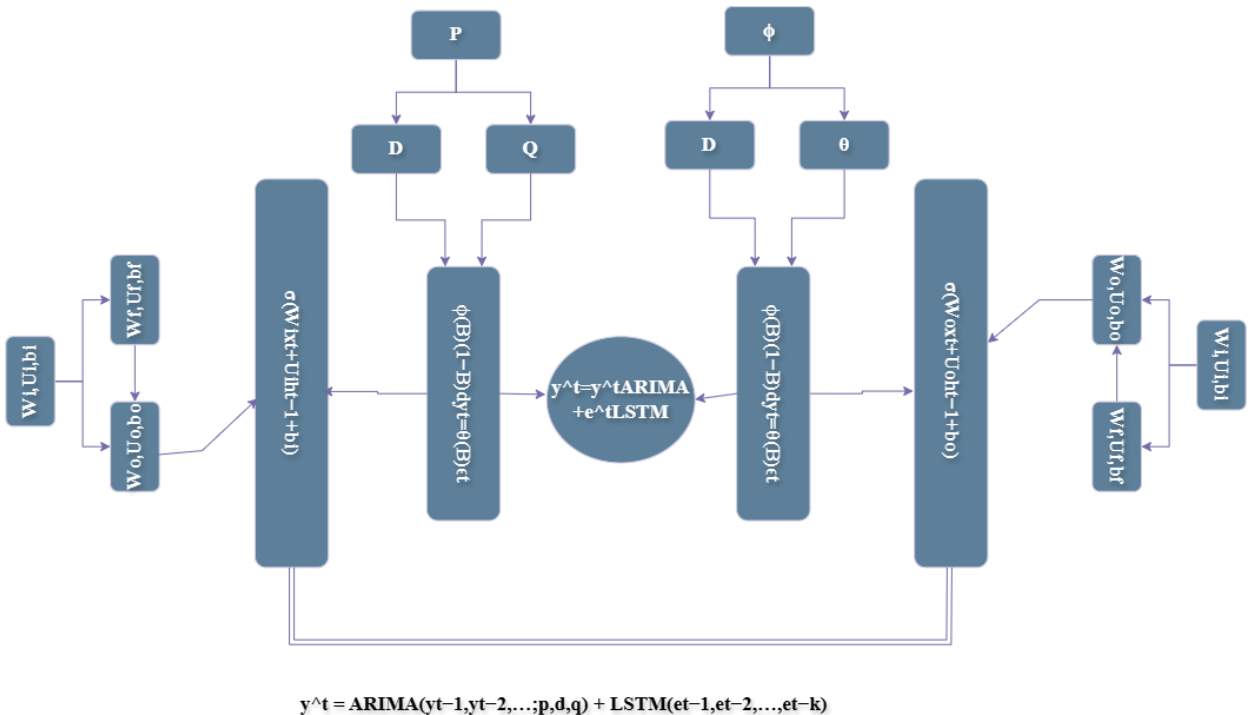 P
ϕ
D
Q
D
θ
Wi,Ui,bi
Wf,Uf,bf
Wo,Uo,bo
σ(Wixt+Uiht−1+bi)
ϕ(B)(1−B)dyt=θ(B)ϵt
y^t=y^tARIMA
+e^tLSTM
ϕ(B)(1−B)dyt=θ(B)ϵt
σ(Woxt+Uoht−1+bo)
Wo,Uo,bo
Wf,Uf,bf
Wi,Ui,bi
y^t = ARIMA(yt−1,yt−2,…;p,d,q) + LSTM(et−1,et−2,…,et−k)